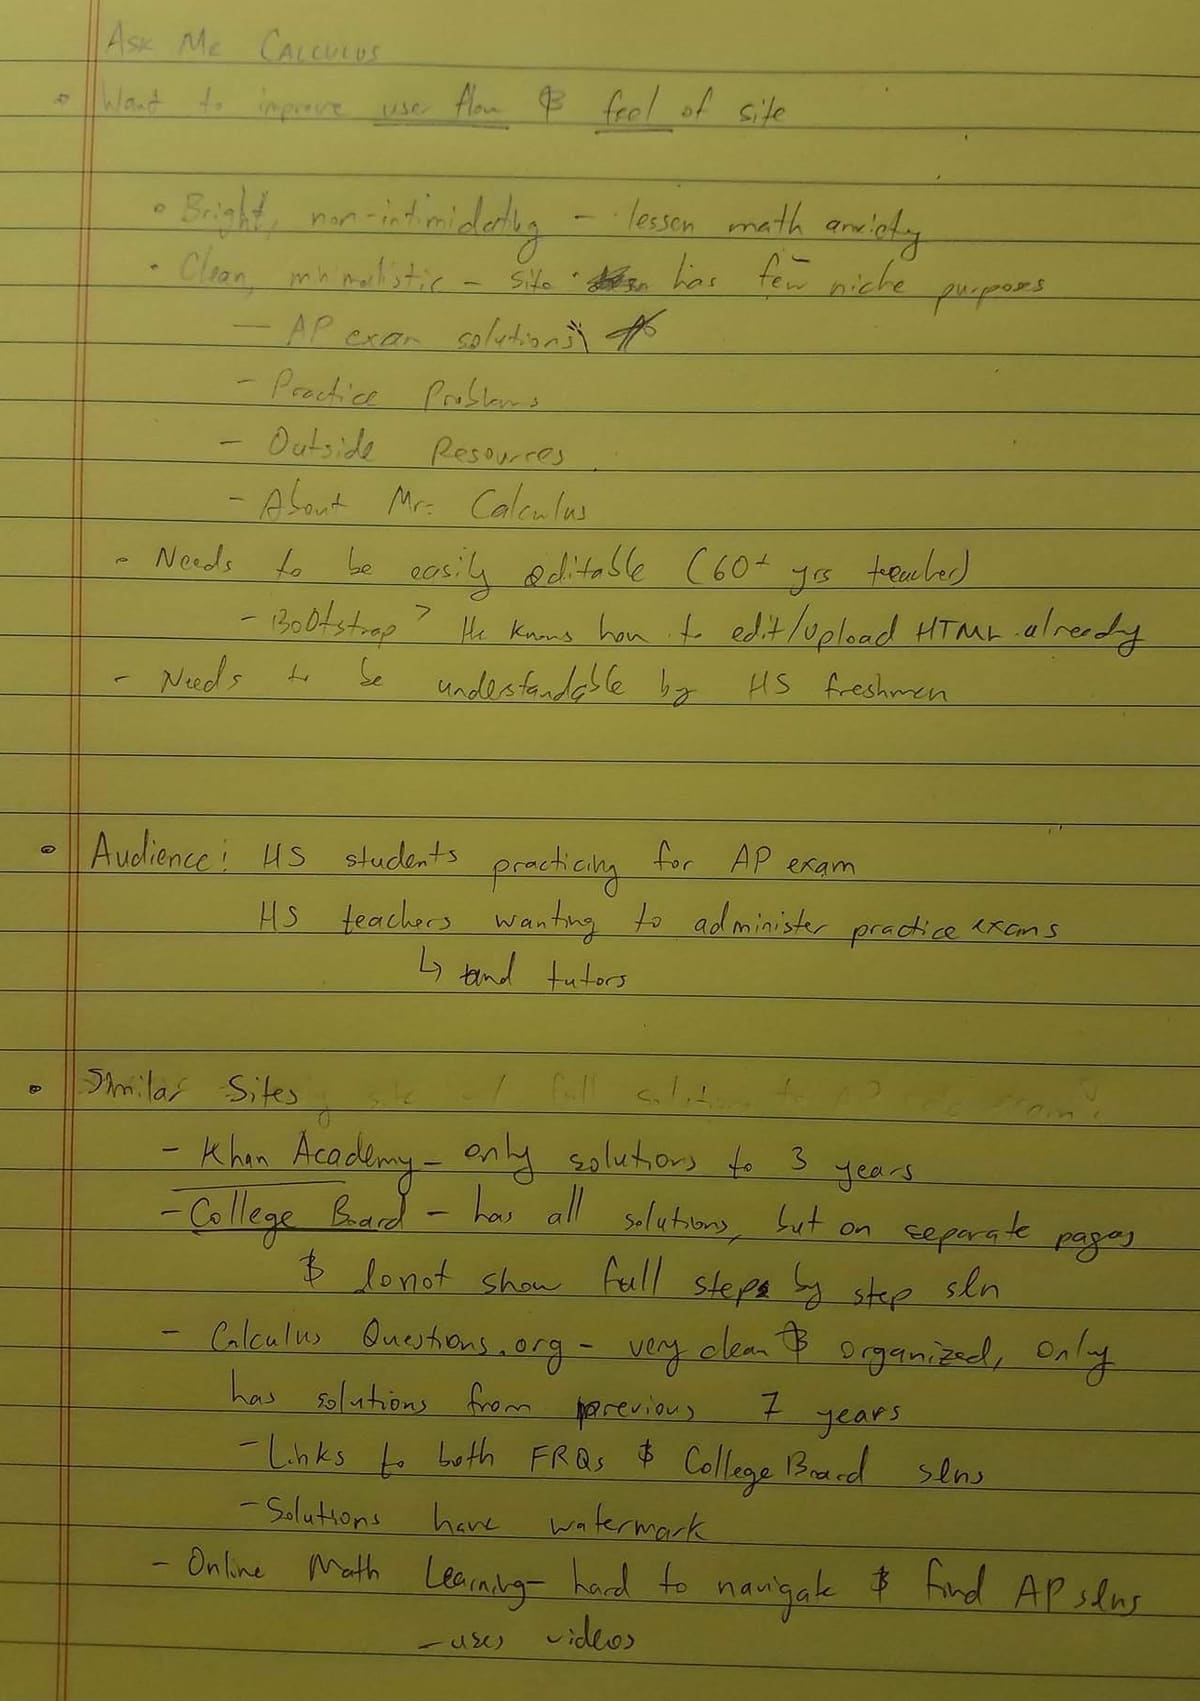 Ask Me CALCULUS
• Want to improve user flow & feel of site
• Bright, non-intimidating - lessen math anxiety
• Clean, minimalistic - site has few niche purposes
- AP exam solutions
- Practice Problems
- Outside Resources
- About Mr. Calculus
- Needs to be easily editable (60+ yrs teacher)
- Bootstrap? He knows how to edit/upload HTML already
- Needs to be understandable by HS freshmen
• Audience: HS students practicing for AP exam
HS teachers wanting to administer practice exams
↳ and tutors
• Similar Sites
- Khan Academy - only solutions to 3 years
- College Board - has all solutions, but on separate pages
& do not show full steps by step sln
- Calculus Questions.org - very clean & organized, only
has solutions from previous 7 years
- Links to both FRQs & College Board slns
- Solutions have watermark
- Online Math Learning - hard to navigate & find AP slns
- uses videos